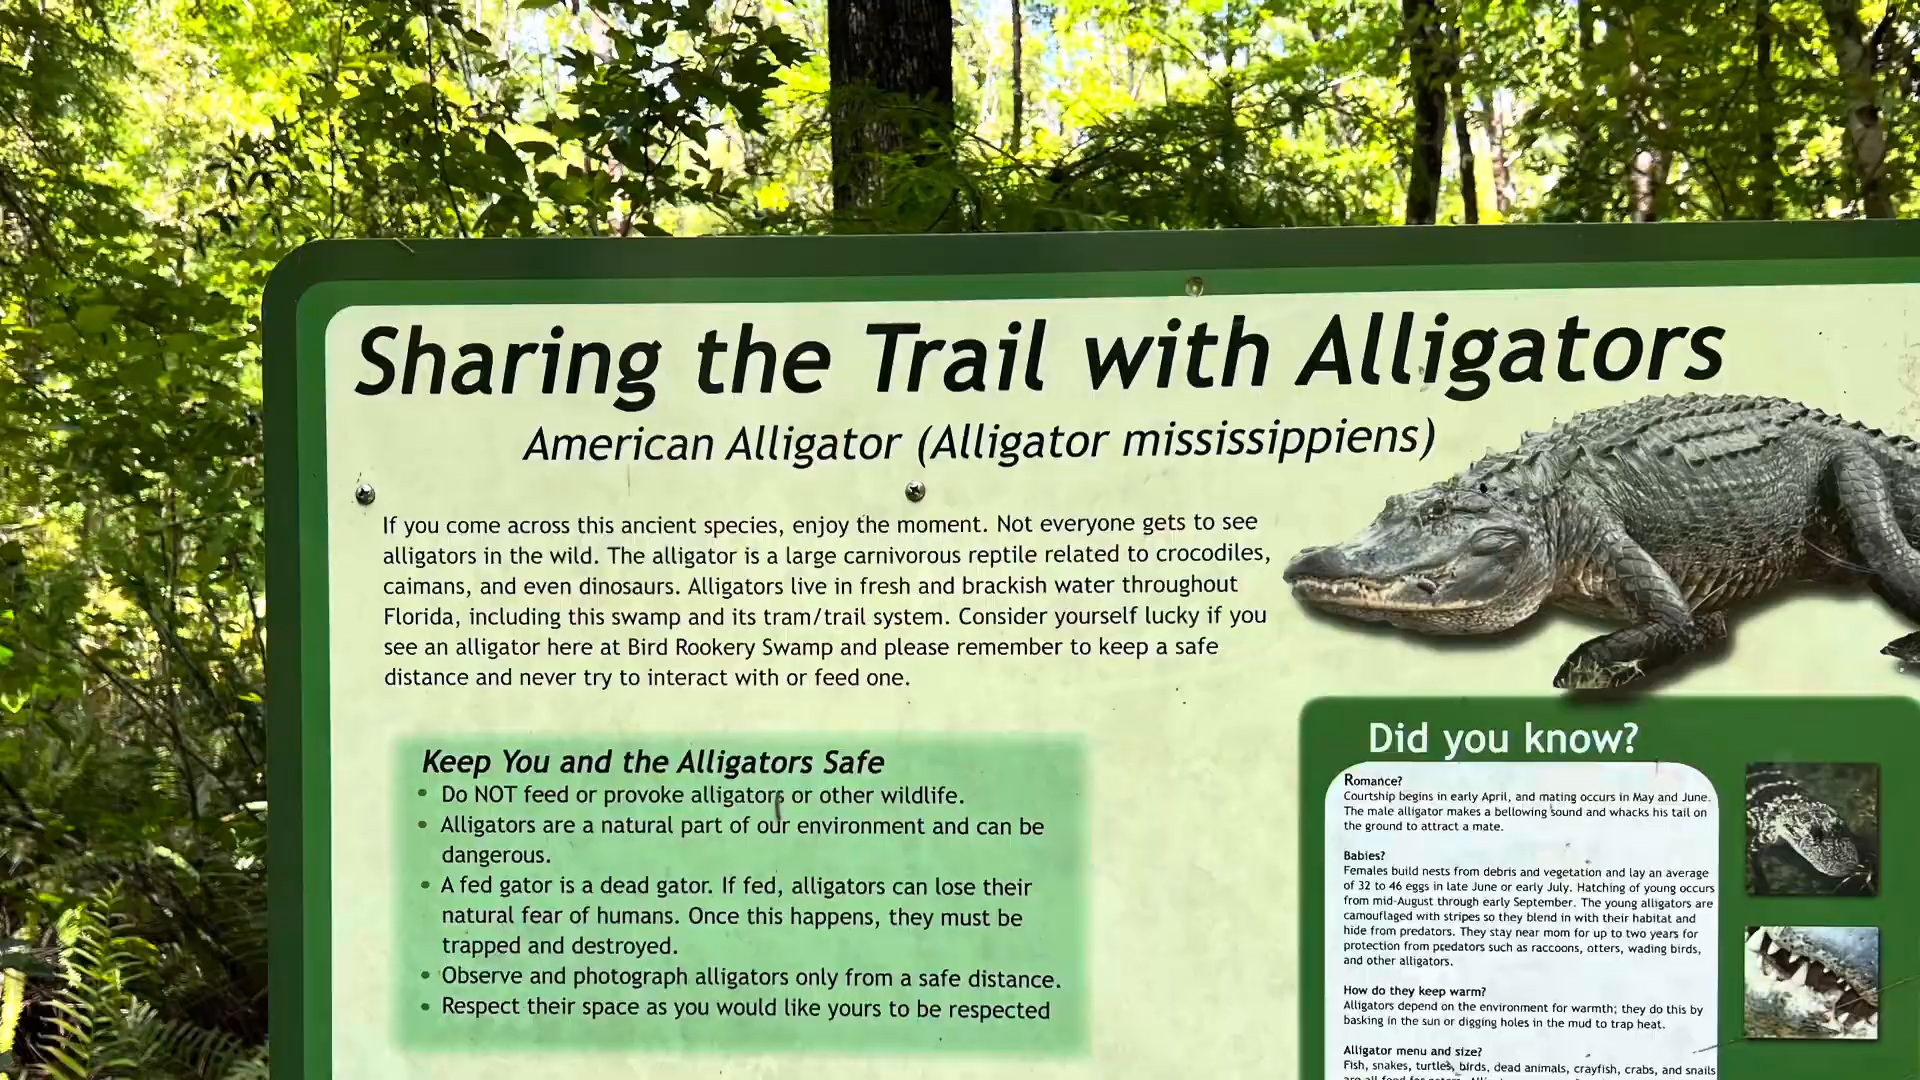 Sharing the Trail with Alligators
American Alligator (Alligator mississippiens)
If you come across this ancient species, enjoy the moment. Not everyone gets to see
alligators in the wild. The alligator is a large carnivorous reptile related to crocodiles,
caimans, and even dinosaurs. Alligators live in fresh and brackish water throughout
Florida, including this swamp and its tram/trail system. Consider yourself lucky if you
see an alligator here at Bird Rookery Swamp and please remember to keep a safe
distance and never try to interact with or feed one.
Keep You and the Alligators Safe
• Do NOT feed or provoke alligators or other wildlife.
• Alligators are a natural part of our environment and can be
dangerous.
• A fed gator is a dead gator. If fed, alligators can lose their
natural fear of humans. Once this happens, they must be
trapped and destroyed.
• Observe and photograph alligators only from a safe distance.
• Respect their space as you would like yours to be respected
Did you know?
Romance?
Courtship begins in early April, and mating occurs in May and June.
The male alligator makes a bellowing sound and whacks his tail on
the ground to attract a mate.
Babies?
Females build nests from debris and vegetation and lay an average
of 32 to 46 eggs in late June or early July. Hatching of young occurs
from mid-August through early September. The young alligators are
camouflaged with stripes so they blend in with their habitat and
hide from predators. They stay near mom for up to two years for
protection from predators such as raccoons, otters, wading birds,
and other alligators.
How do they keep warm?
Alligators depend on the environment for warmth; they do this by
basking in the sun or digging holes in the mud to trap heat.
Alligator menu and size?
Fish, snakes, turtles, birds, dead animals, crayfish, crabs, and snails